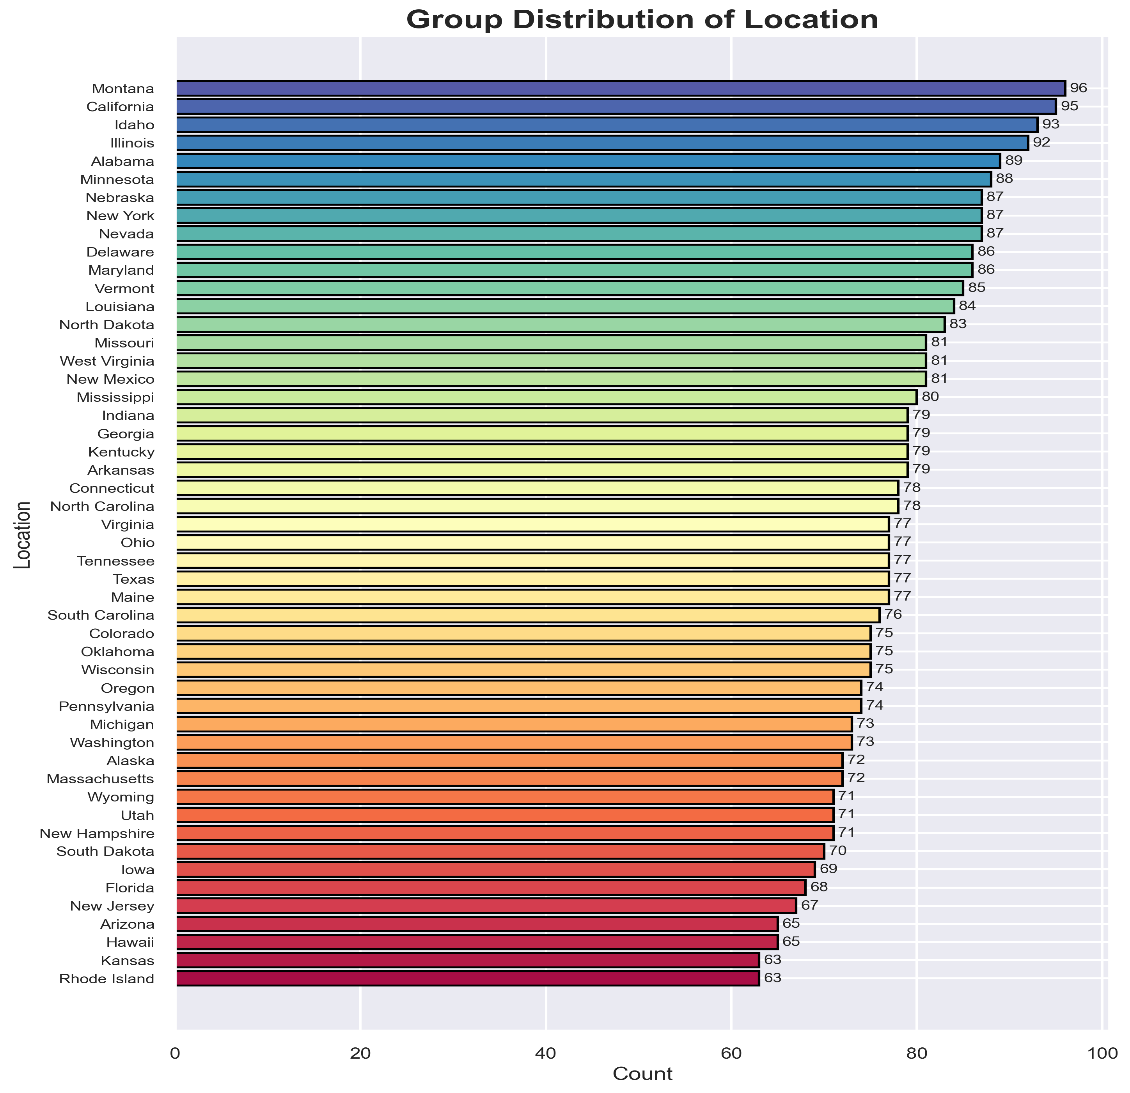 Group Distribution of Location
Montana 96
California 95
Idaho 93
Illinois 92
Alabama 89
Minnesota 88
Nebraska 87
New York 87
Nevada 87
Delaware 86
Maryland 86
Vermont 85
Louisiana 84
North Dakota 83
Missouri 81
West Virginia 81
New Mexico 81
Mississippi 80
Indiana 79
Georgia 79
Kentucky 79
Arkansas 79
Connecticut 78
North Carolina 78
Virginia 77
Ohio 77
Tennessee 77
Texas 77
Maine 77
South Carolina 76
Colorado 75
Oklahoma 75
Wisconsin 75
Oregon 74
Pennsylvania 74
Michigan 73
Washington 73
Alaska 72
Massachusetts 72
Wyoming 71
Utah 71
New Hampshire 71
South Dakota 70
Iowa 69
Florida 68
New Jersey 67
Arizona 65
Hawaii 65
Kansas 63
Rhode Island 63
Location
0 20 40 60 80 100
Count